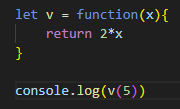 let v = function(x){
    return 2*x
}

console.log(v(5))